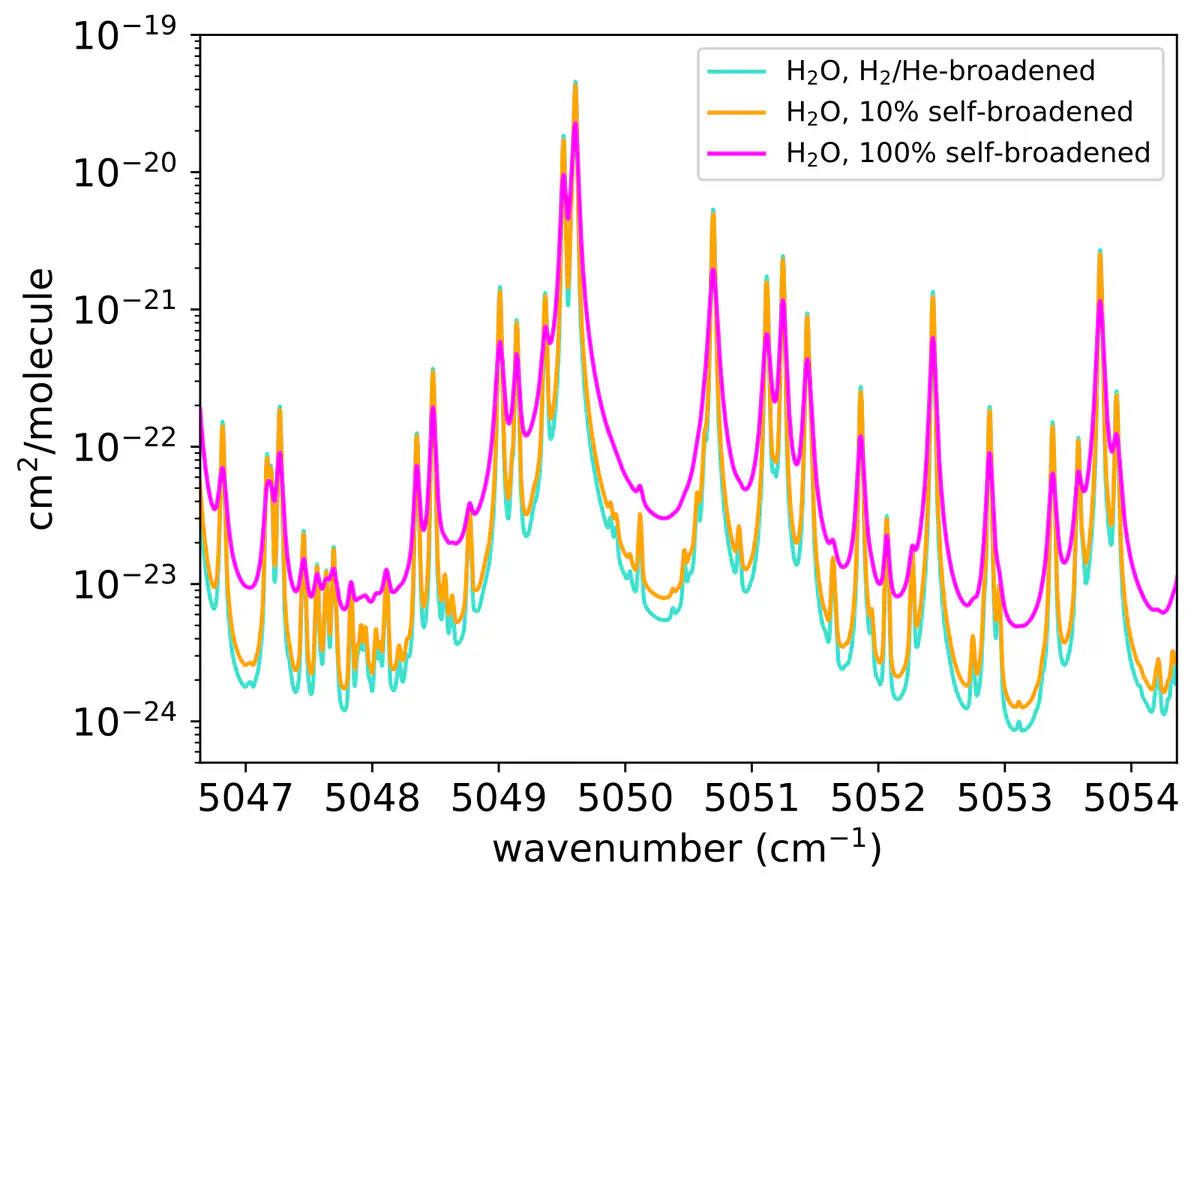 10⁻¹⁹
10⁻²⁰
10⁻²¹
10⁻²²
10⁻²³
10⁻²⁴
cm²/molecule
H₂O, H₂/He-broadened
H₂O, 10% self-broadened
H₂O, 100% self-broadened
5047 5048 5049 5050 5051 5052 5053 5054
wavenumber (cm⁻¹)